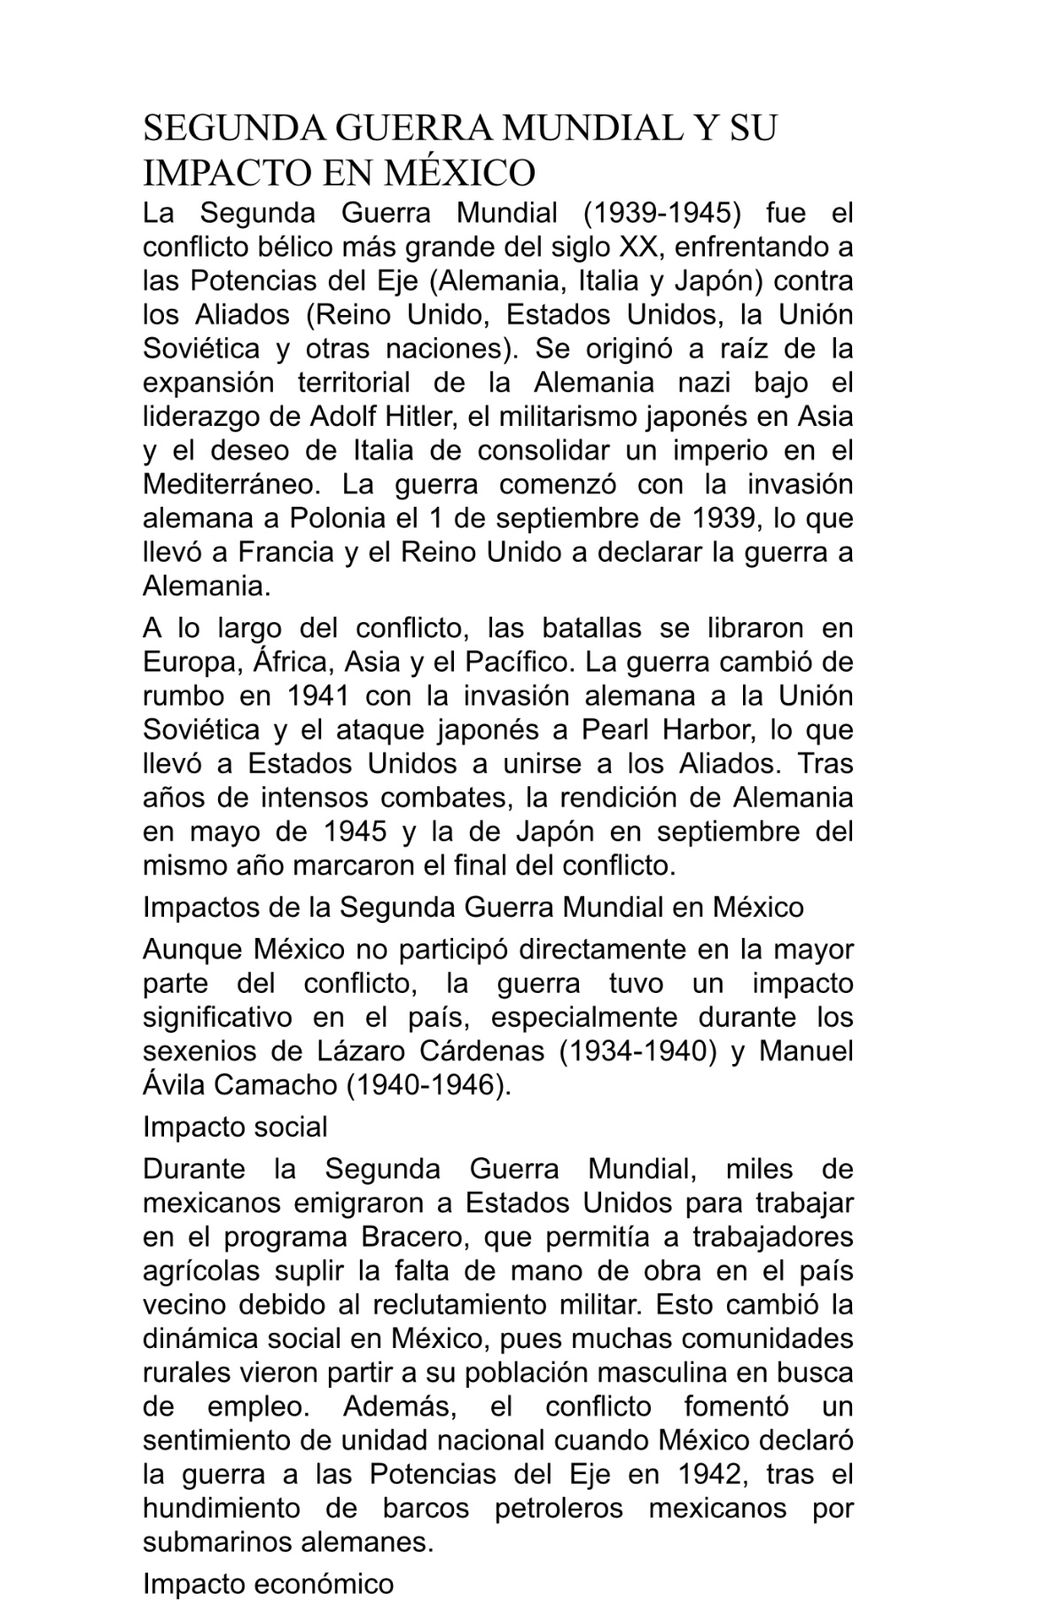 SEGUNDA GUERRA MUNDIAL Y SU
IMPACTO EN MÉXICO
La Segunda Guerra Mundial (1939-1945) fue el
conflicto bélico más grande del siglo XX, enfrentando a
las Potencias del Eje (Alemania, Italia y Japón) contra
los Aliados (Reino Unido, Estados Unidos, la Unión
Soviética y otras naciones). Se originó a raíz de la
expansión territorial de la Alemania nazi bajo el
liderazgo de Adolf Hitler, el militarismo japonés en Asia
y el deseo de Italia de consolidar un imperio en el
Mediterráneo. La guerra comenzó con la invasión
alemana a Polonia el 1 de septiembre de 1939, lo que
llevó a Francia y el Reino Unido a declarar la guerra a
Alemania.
A lo largo del conflicto, las batallas se libraron en
Europa, África, Asia y el Pacífico. La guerra cambió de
rumbo en 1941 con la invasión alemana a la Unión
Soviética y el ataque japonés a Pearl Harbor, lo que
llevó a Estados Unidos a unirse a los Aliados. Tras
años de intensos combates, la rendición de Alemania
en mayo de 1945 y la de Japón en septiembre del
mismo año marcaron el final del conflicto.
Impactos de la Segunda Guerra Mundial en México
Aunque México no participó directamente en la mayor
parte del conflicto, la guerra tuvo un impacto
significativo en el país, especialmente durante los
sexenios de Lázaro Cárdenas (1934-1940) y Manuel
Ávila Camacho (1940-1946).
Impacto social
Durante la Segunda Guerra Mundial, miles de
mexicanos emigraron a Estados Unidos para trabajar
en el programa Bracero, que permitía a trabajadores
agrícolas suplir la falta de mano de obra en el país
vecino debido al reclutamiento militar. Esto cambió la
dinámica social en México, pues muchas comunidades
rurales vieron partir a su población masculina en busca
de empleo. Además, el conflicto fomentó un
sentimiento de unidad nacional cuando México declaró
la guerra a las Potencias del Eje en 1942, tras el
hundimiento de barcos petroleros mexicanos por
submarinos alemanes.
Impacto económico